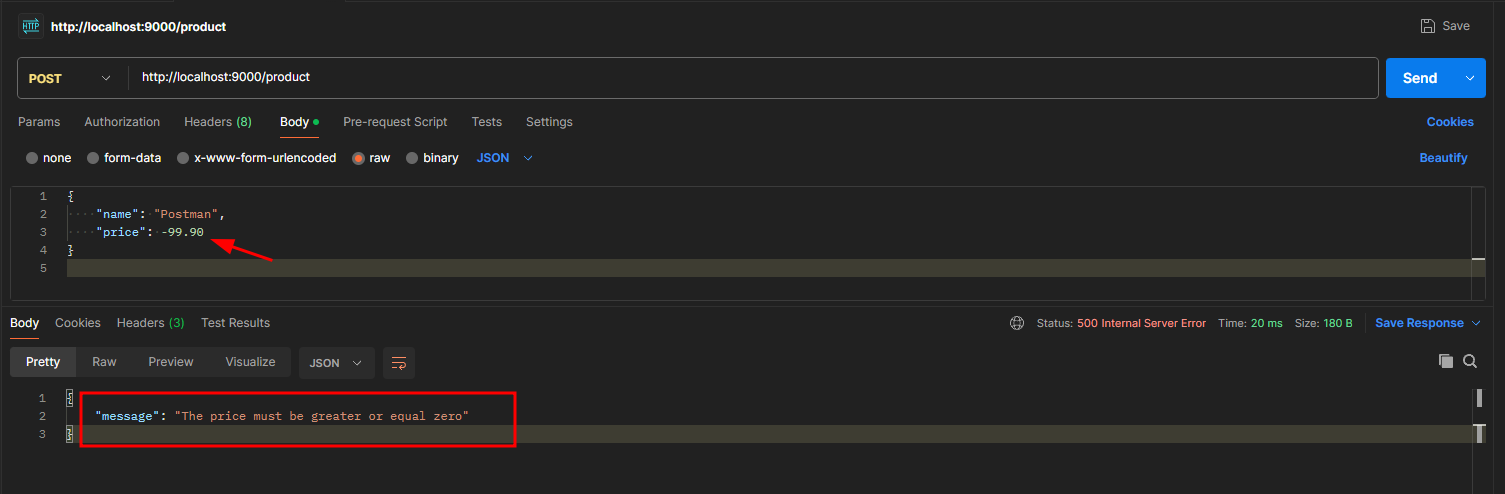 HTTP http://localhost:9000/product Save
POST http://localhost:9000/product Send
Params Authorization Headers (8) Body Pre-request Script Tests Settings Cookies
none form-data x-www-form-urlencoded raw binary JSON Beautify
1 {
2 "name": "Postman",
3 "price": -99.90
4 }
5
Body Cookies Headers (3) Test Results Status: 500 Internal Server Error Time: 20 ms Size: 180 B Save Response
Pretty Raw Preview Visualize JSON
1 {
2 "message": "The price must be greater or equal zero"
3 }